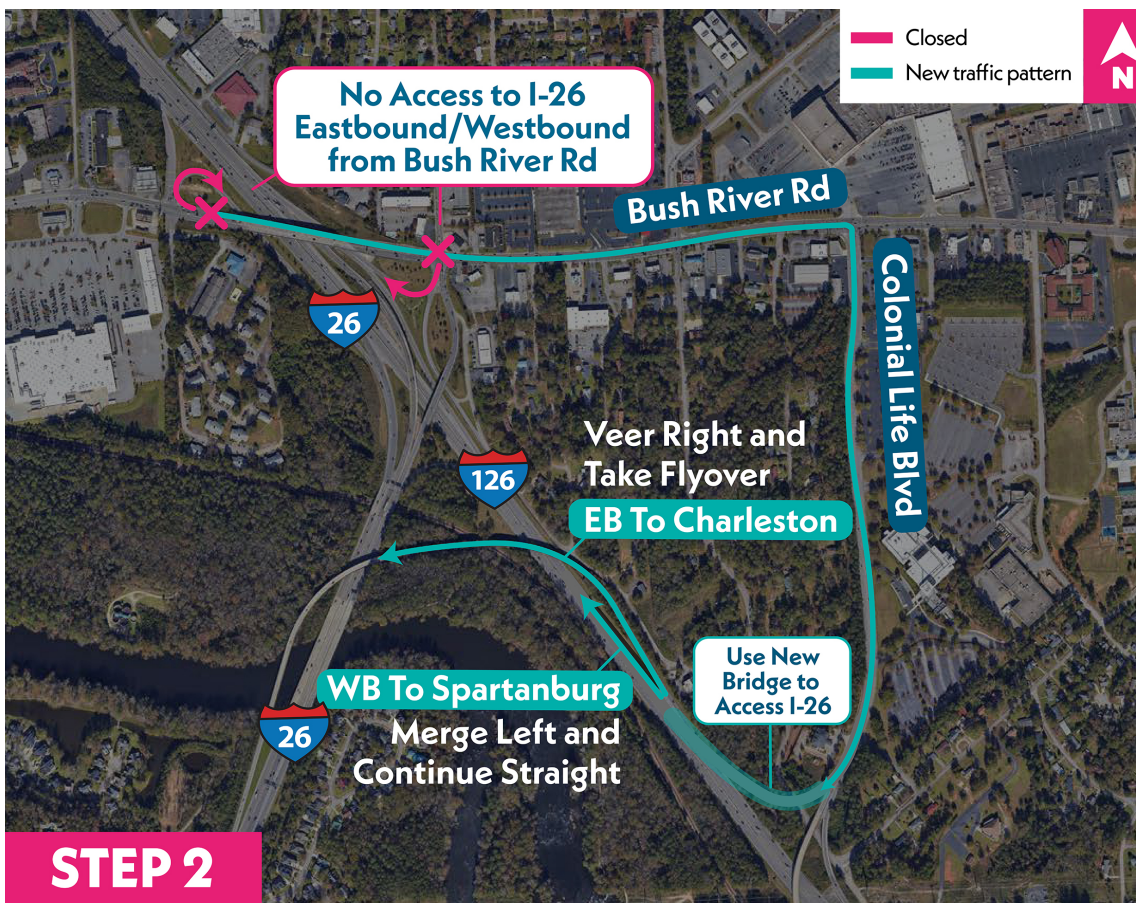 Closed
New traffic pattern
N
No Access to I-26
Eastbound/Westbound
from Bush River Rd
Bush River Rd
Colonial Life Blvd
26
126
Veer Right and
Take Flyover
EB To Charleston
Use New
Bridge to
Access I-26
WB To Spartanburg
Merge Left and
Continue Straight
26
STEP 2